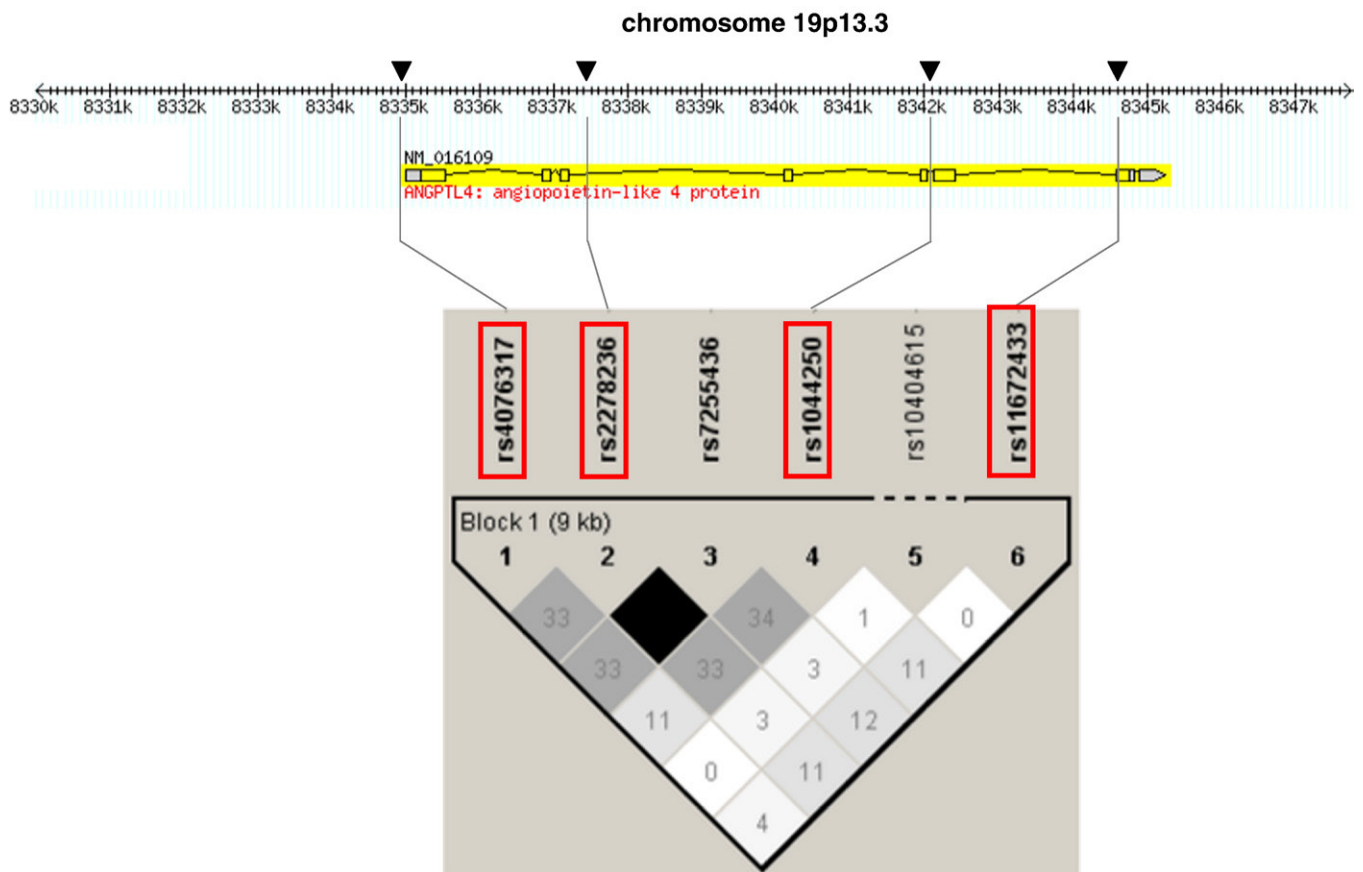 chromosome 19p13.3
8330k 8331k 8332k 8333k 8334k 8335k 8336k 8337k 8338k 8339k 8340k 8341k 8342k 8343k 8344k 8345k 8346k 8347k
NM_016109
ANGPTL4: angiopoietin-like 4 protein
rs4076317 rs2278236 rs7255436 rs1044250 rs10404615 rs11672433
Block 1 (9 kb)
1 2 3 4 5 6
33 34 1 0
33 33 3 11
11 3 12
0 11
4